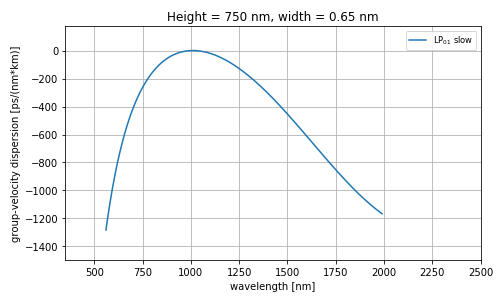 Height = 750 nm, width = 0.65 nm
LP₀₁ slow
group-velocity dispersion [ps/(nm*km)]
0
−200
−400
−600
−800
−1000
−1200
−1400
500 750 1000 1250 1500 1750 2000 2250 2500
wavelength [nm]